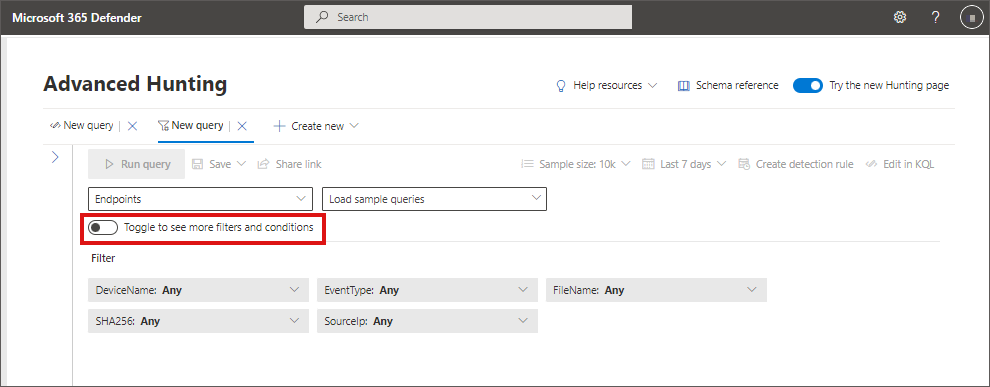 Microsoft 365 Defender
Search
?
Advanced Hunting
Help resources
Schema reference
Try the new Hunting page
New query
New query
Create new
Run query
Save
Share link
Sample size: 10k
Last 7 days
Create detection rule
Edit in KQL
Endpoints
Load sample queries
Toggle to see more filters and conditions
Filter
DeviceName: Any
EventType: Any
FileName: Any
SHA256: Any
SourceIp: Any